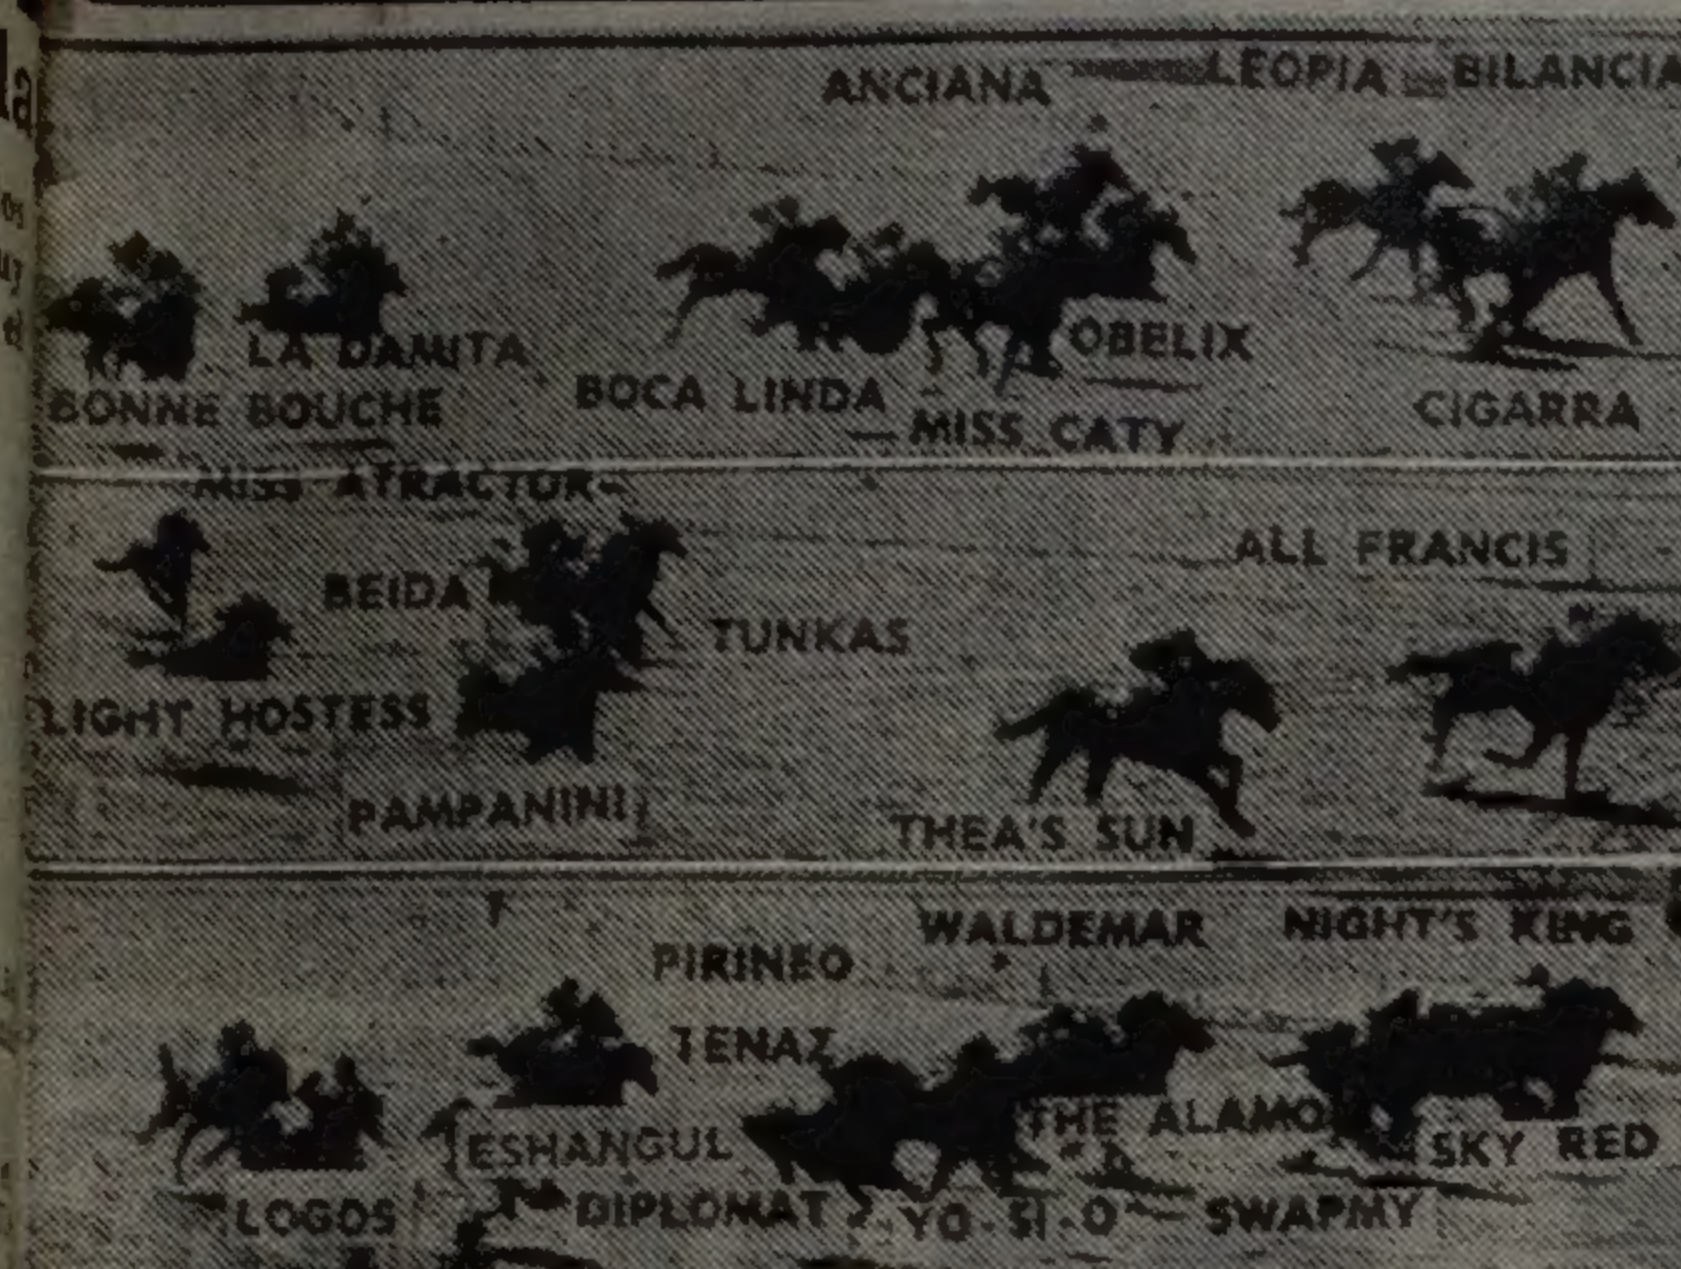 la
ANCIANA LEOPIA BILANCIA
os
LA DAMITA OBELIX
BONNE BOUCHE BOCA LINDA CIGARRA
MISS CATY
MISS ATRACTOR
ALL FRANCIS
BEIDA TUNKAS
LIGHT HOSTESS
PAMPANINI THEA'S SUN
WALDEMAR NIGHT'S KING
PIRINEO
TENAZ
THE ALAMO
ESHANGUL SKY RED
LOGOS DIPLOMAT YO-SI-O SWAPMY